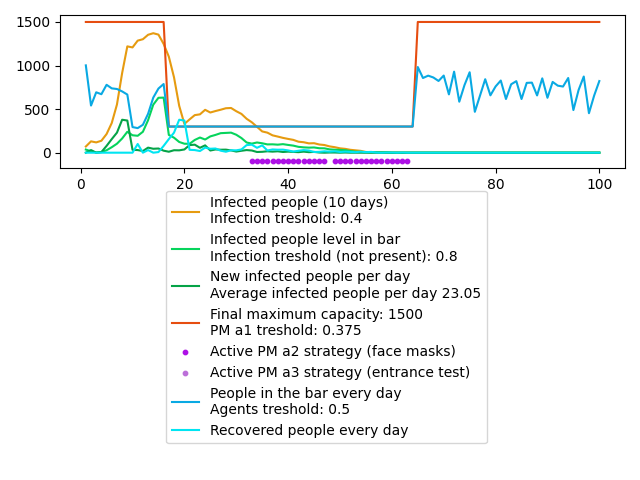 1500
1000
500
0
0
20
40
60
80
100
Infected people (10 days)
Infection treshold: 0.4
Infected people level in bar
Infection treshold (not present): 0.8
New infected people per day
Average infected people per day 23.05
Final maximum capacity: 1500
PM a1 treshold: 0.375
Active PM a2 strategy (face masks)
Active PM a3 strategy (entrance test)
People in the bar every day
Agents treshold: 0.5
Recovered people every day